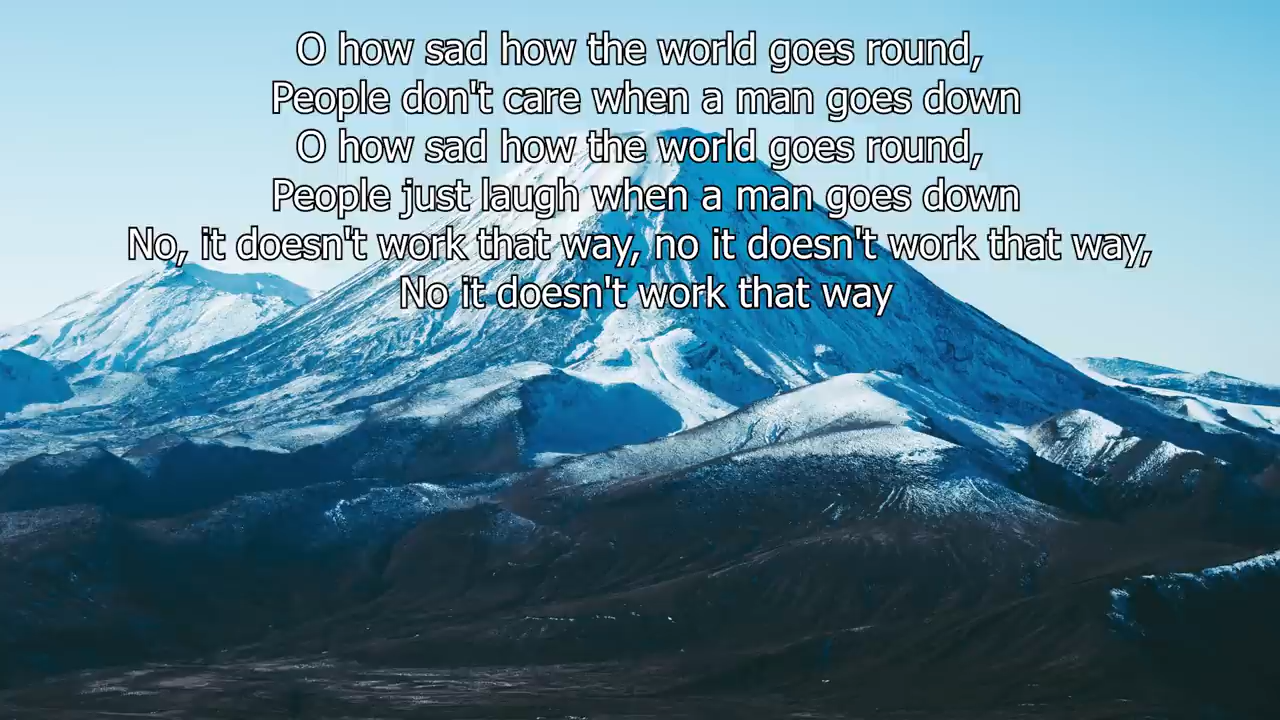 O how sad how the world goes round,
People don't care when a man goes down
O how sad how the world goes round,
People just laugh when a man goes down
No, it doesn't work that way, no it doesn't work that way,
No it doesn't work that way